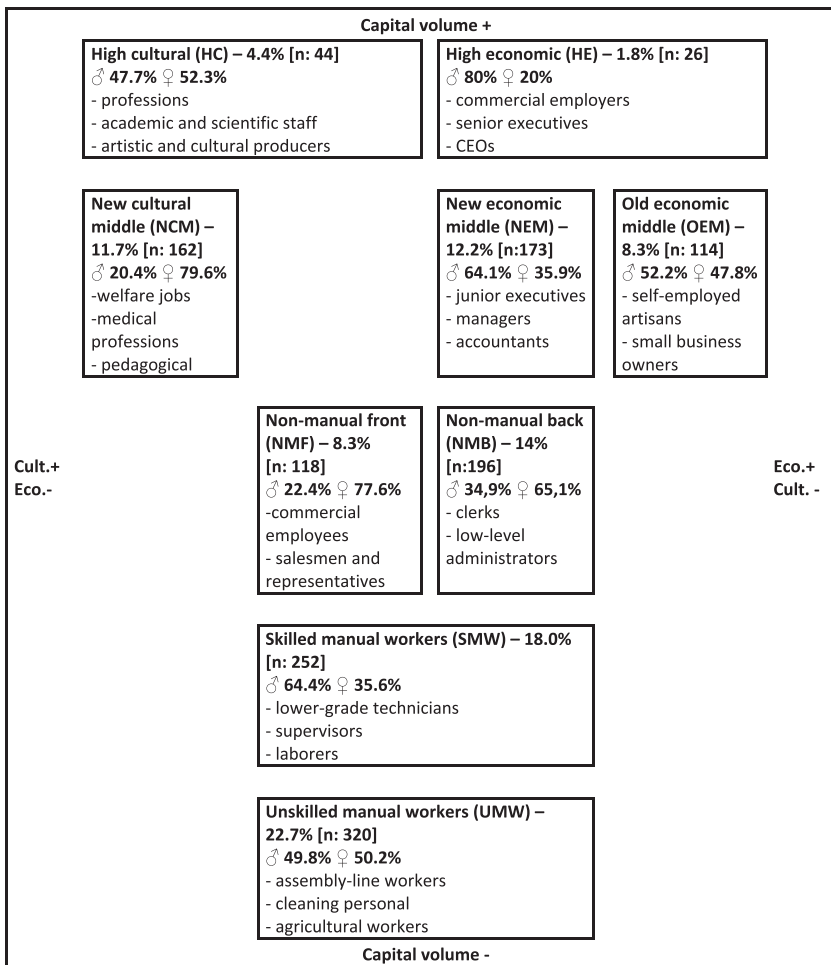 Capital volume +
High cultural (HC) – 4.4% [n: 44]
♂ 47.7% ♀ 52.3%
- professions
- academic and scientific staff
- artistic and cultural producers
High economic (HE) – 1.8% [n: 26]
♂ 80% ♀ 20%
- commercial employers
- senior executives
- CEOs
New cultural
middle (NCM) –
11.7% [n: 162]
♂ 20.4% ♀ 79.6%
-welfare jobs
-medical
professions
- pedagogical
New economic
middle (NEM) –
12.2% [n:173]
♂ 64.1% ♀ 35.9%
- junior executives
- managers
- accountants
Old economic
middle (OEM) –
8.3% [n: 114]
♂ 52.2% ♀ 47.8%
- self-employed
artisans
- small business
owners
Cult.+
Eco.-
Non-manual front
(NMF) – 8.3%
[n: 118]
♂ 22.4% ♀ 77.6%
-commercial
employees
- salesmen and
representatives
Non-manual back
(NMB) – 14%
[n:196]
♂ 34,9% ♀ 65,1%
- clerks
- low-level
administrators
Eco.+
Cult. -
Skilled manual workers (SMW) – 18.0%
[n: 252]
♂ 64.4% ♀ 35.6%
- lower-grade technicians
- supervisors
- laborers
Unskilled manual workers (UMW) –
22.7% [n: 320]
♂ 49.8% ♀ 50.2%
- assembly-line workers
- cleaning personal
- agricultural workers
Capital volume -